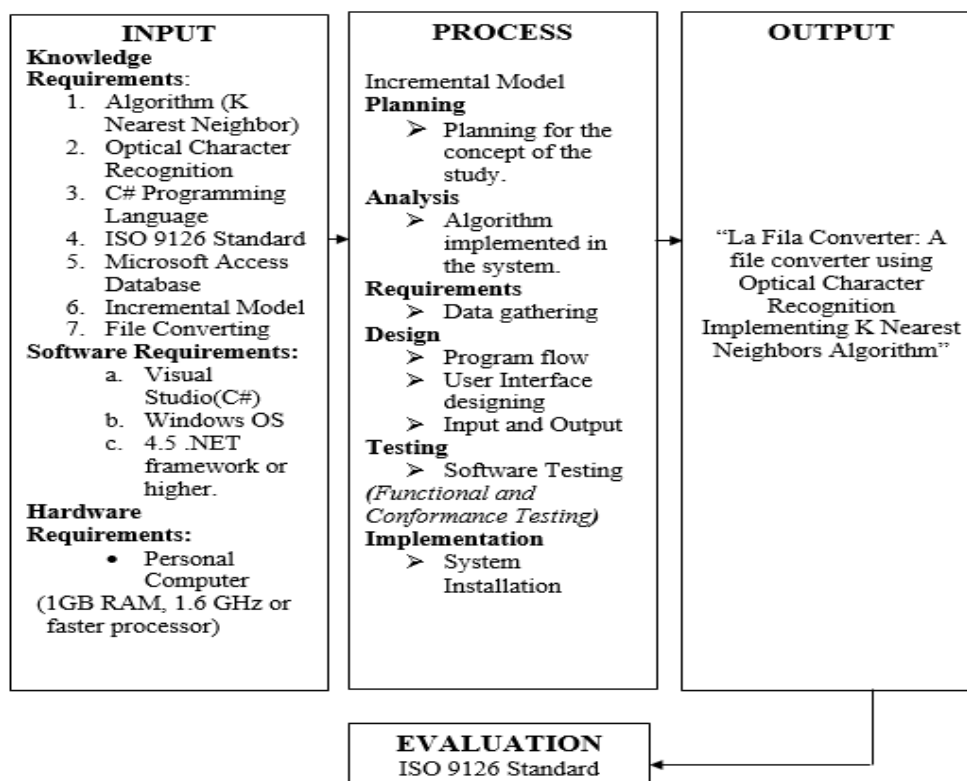 INPUT
Knowledge
Requirements:
1. Algorithm (K
Nearest Neighbor)
2. Optical Character
Recognition
3. C# Programming
Language
4. ISO 9126 Standard
5. Microsoft Access
Database
6. Incremental Model
7. File Converting
Software Requirements:
a. Visual
Studio(C#)
b. Windows OS
c. 4.5 .NET
framework or
higher.
Hardware
Requirements:
• Personal
Computer
(1GB RAM, 1.6 GHz or
faster processor)
PROCESS
Incremental Model
Planning
➢ Planning for the
concept of the
study.
Analysis
➢ Algorithm
implemented in
the system.
Requirements
➢ Data gathering
Design
➢ Program flow
➢ User Interface
designing
➢ Input and Output
Testing
➢ Software Testing
(Functional and
Conformance Testing)
Implementation
➢ System
Installation
OUTPUT
“La Fila Converter: A
file converter using
Optical Character
Recognition
Implementing K Nearest
Neighbors Algorithm”
EVALUATION
ISO 9126 Standard